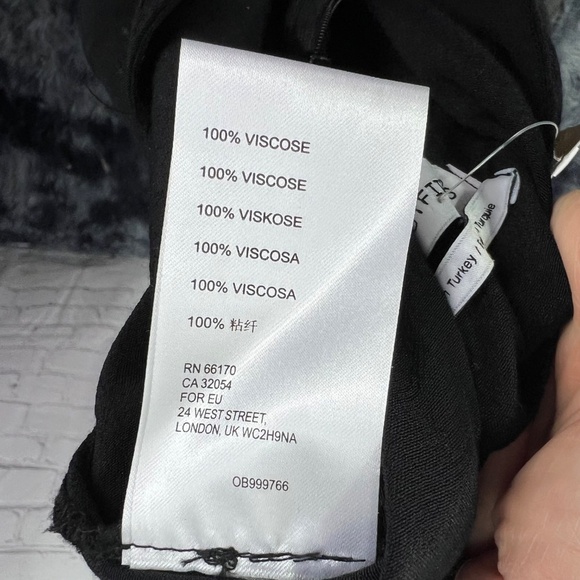 100% VISCOSE
100% VISCOSE
100% VISKOSE
100% VISCOSA
100% VISCOSA
100% 粘纤
RN 66170
CA 32054
FOR EU
24 WEST STREET,
LONDON, UK WC2H9NA
OB999766
Turkey /
Turquie